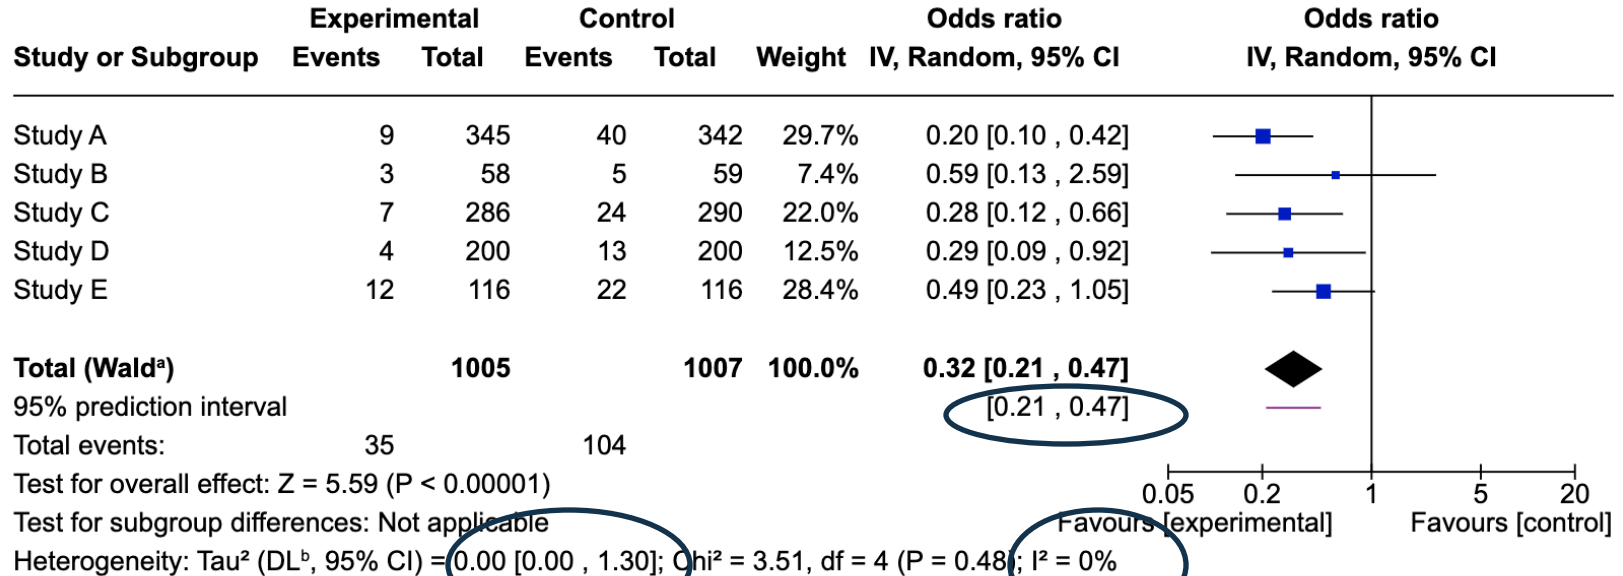 Experimental Control Odds ratio Odds ratio
Study or Subgroup Events Total Events Total Weight IV, Random, 95% CI IV, Random, 95% CI
Study A 9 345 40 342 29.7% 0.20 [0.10 , 0.42]
Study B 3 58 5 59 7.4% 0.59 [0.13 , 2.59]
Study C 7 286 24 290 22.0% 0.28 [0.12 , 0.66]
Study D 4 200 13 200 12.5% 0.29 [0.09 , 0.92]
Study E 12 116 22 116 28.4% 0.49 [0.23 , 1.05]
Total (Waldᵃ) 1005 1007 100.0% 0.32 [0.21 , 0.47]
95% prediction interval [0.21 , 0.47]
Total events: 35 104
Test for overall effect: Z = 5.59 (P < 0.00001)
0.05 0.2 1 5 20
Test for subgroup differences: Not applicable Favours [experimental] Favours [control]
Heterogeneity: Tau² (DLᵇ, 95% CI) = 0.00 [0.00 , 1.30]; Chi² = 3.51, df = 4 (P = 0.48); I² = 0%